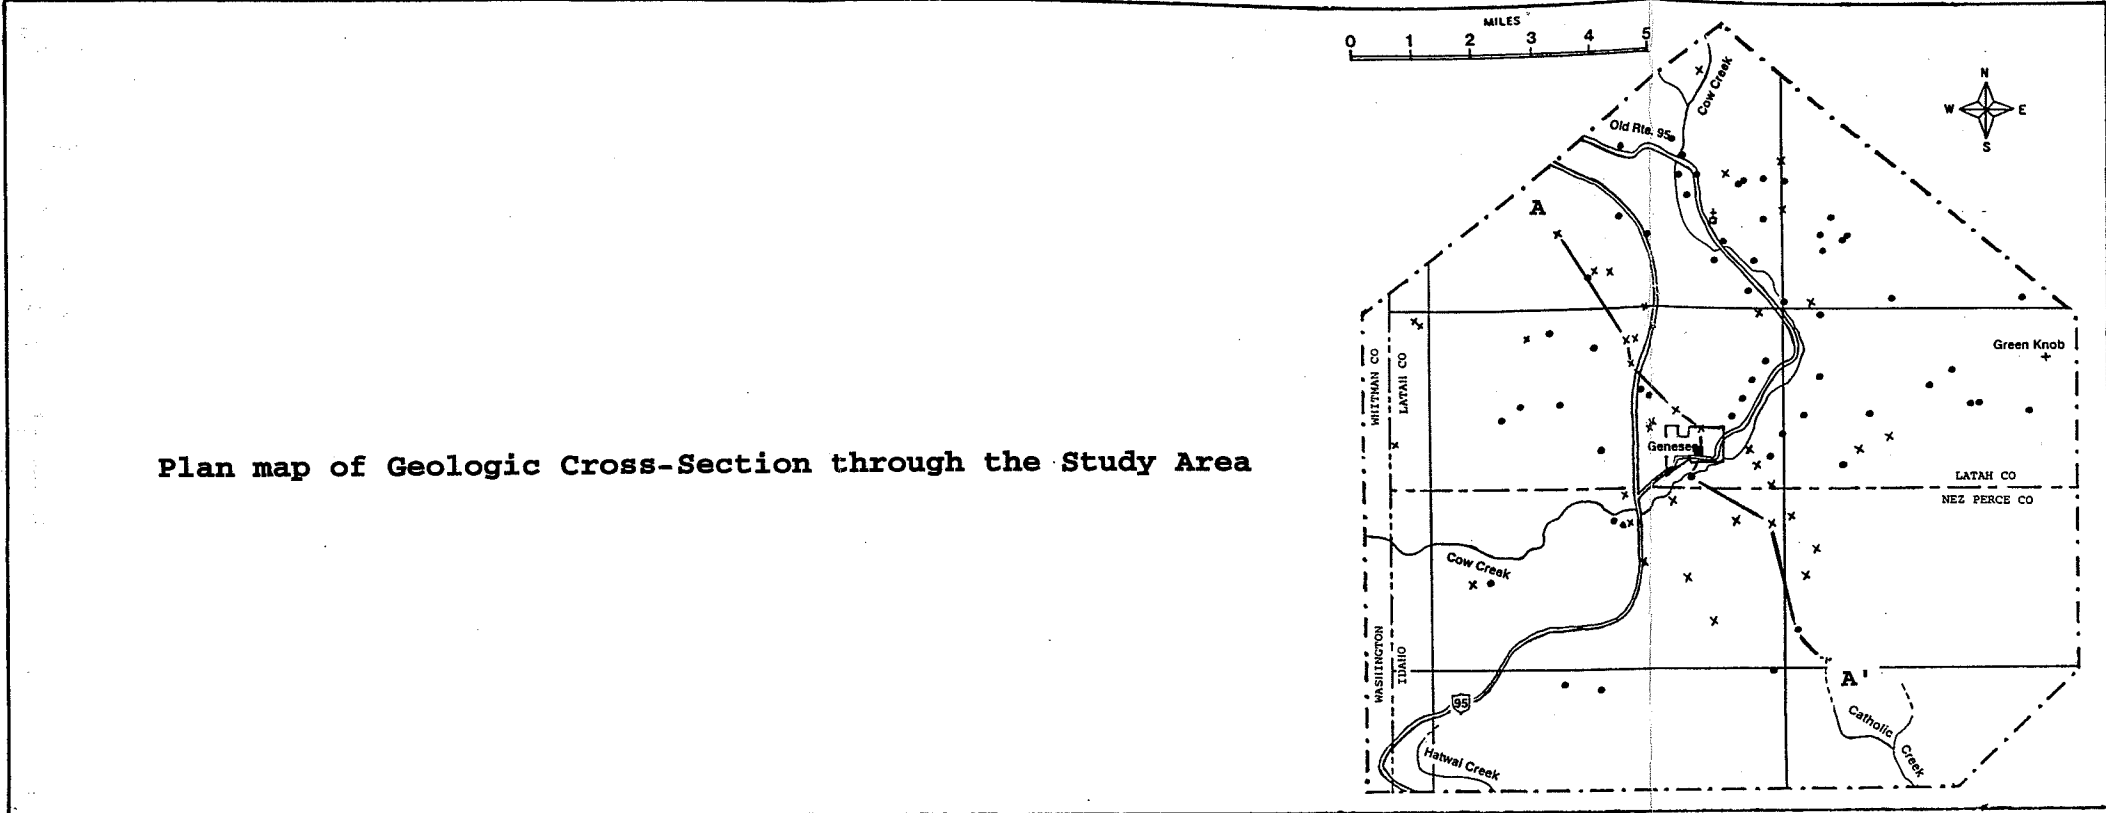 MILES
0 1 2 3 4 5
N
W E
S
Cow Creek
Old Rte. 95
A
Green Knob
WHITMAN CO
LATAH CO
Genesee
Plan map of Geologic Cross-Section through the Study Area
LATAH CO
NEZ PERCE CO
Cow Creek
WASHINGTON
IDAHO
A'
95
Catholic
Creek
Hatwai Creek